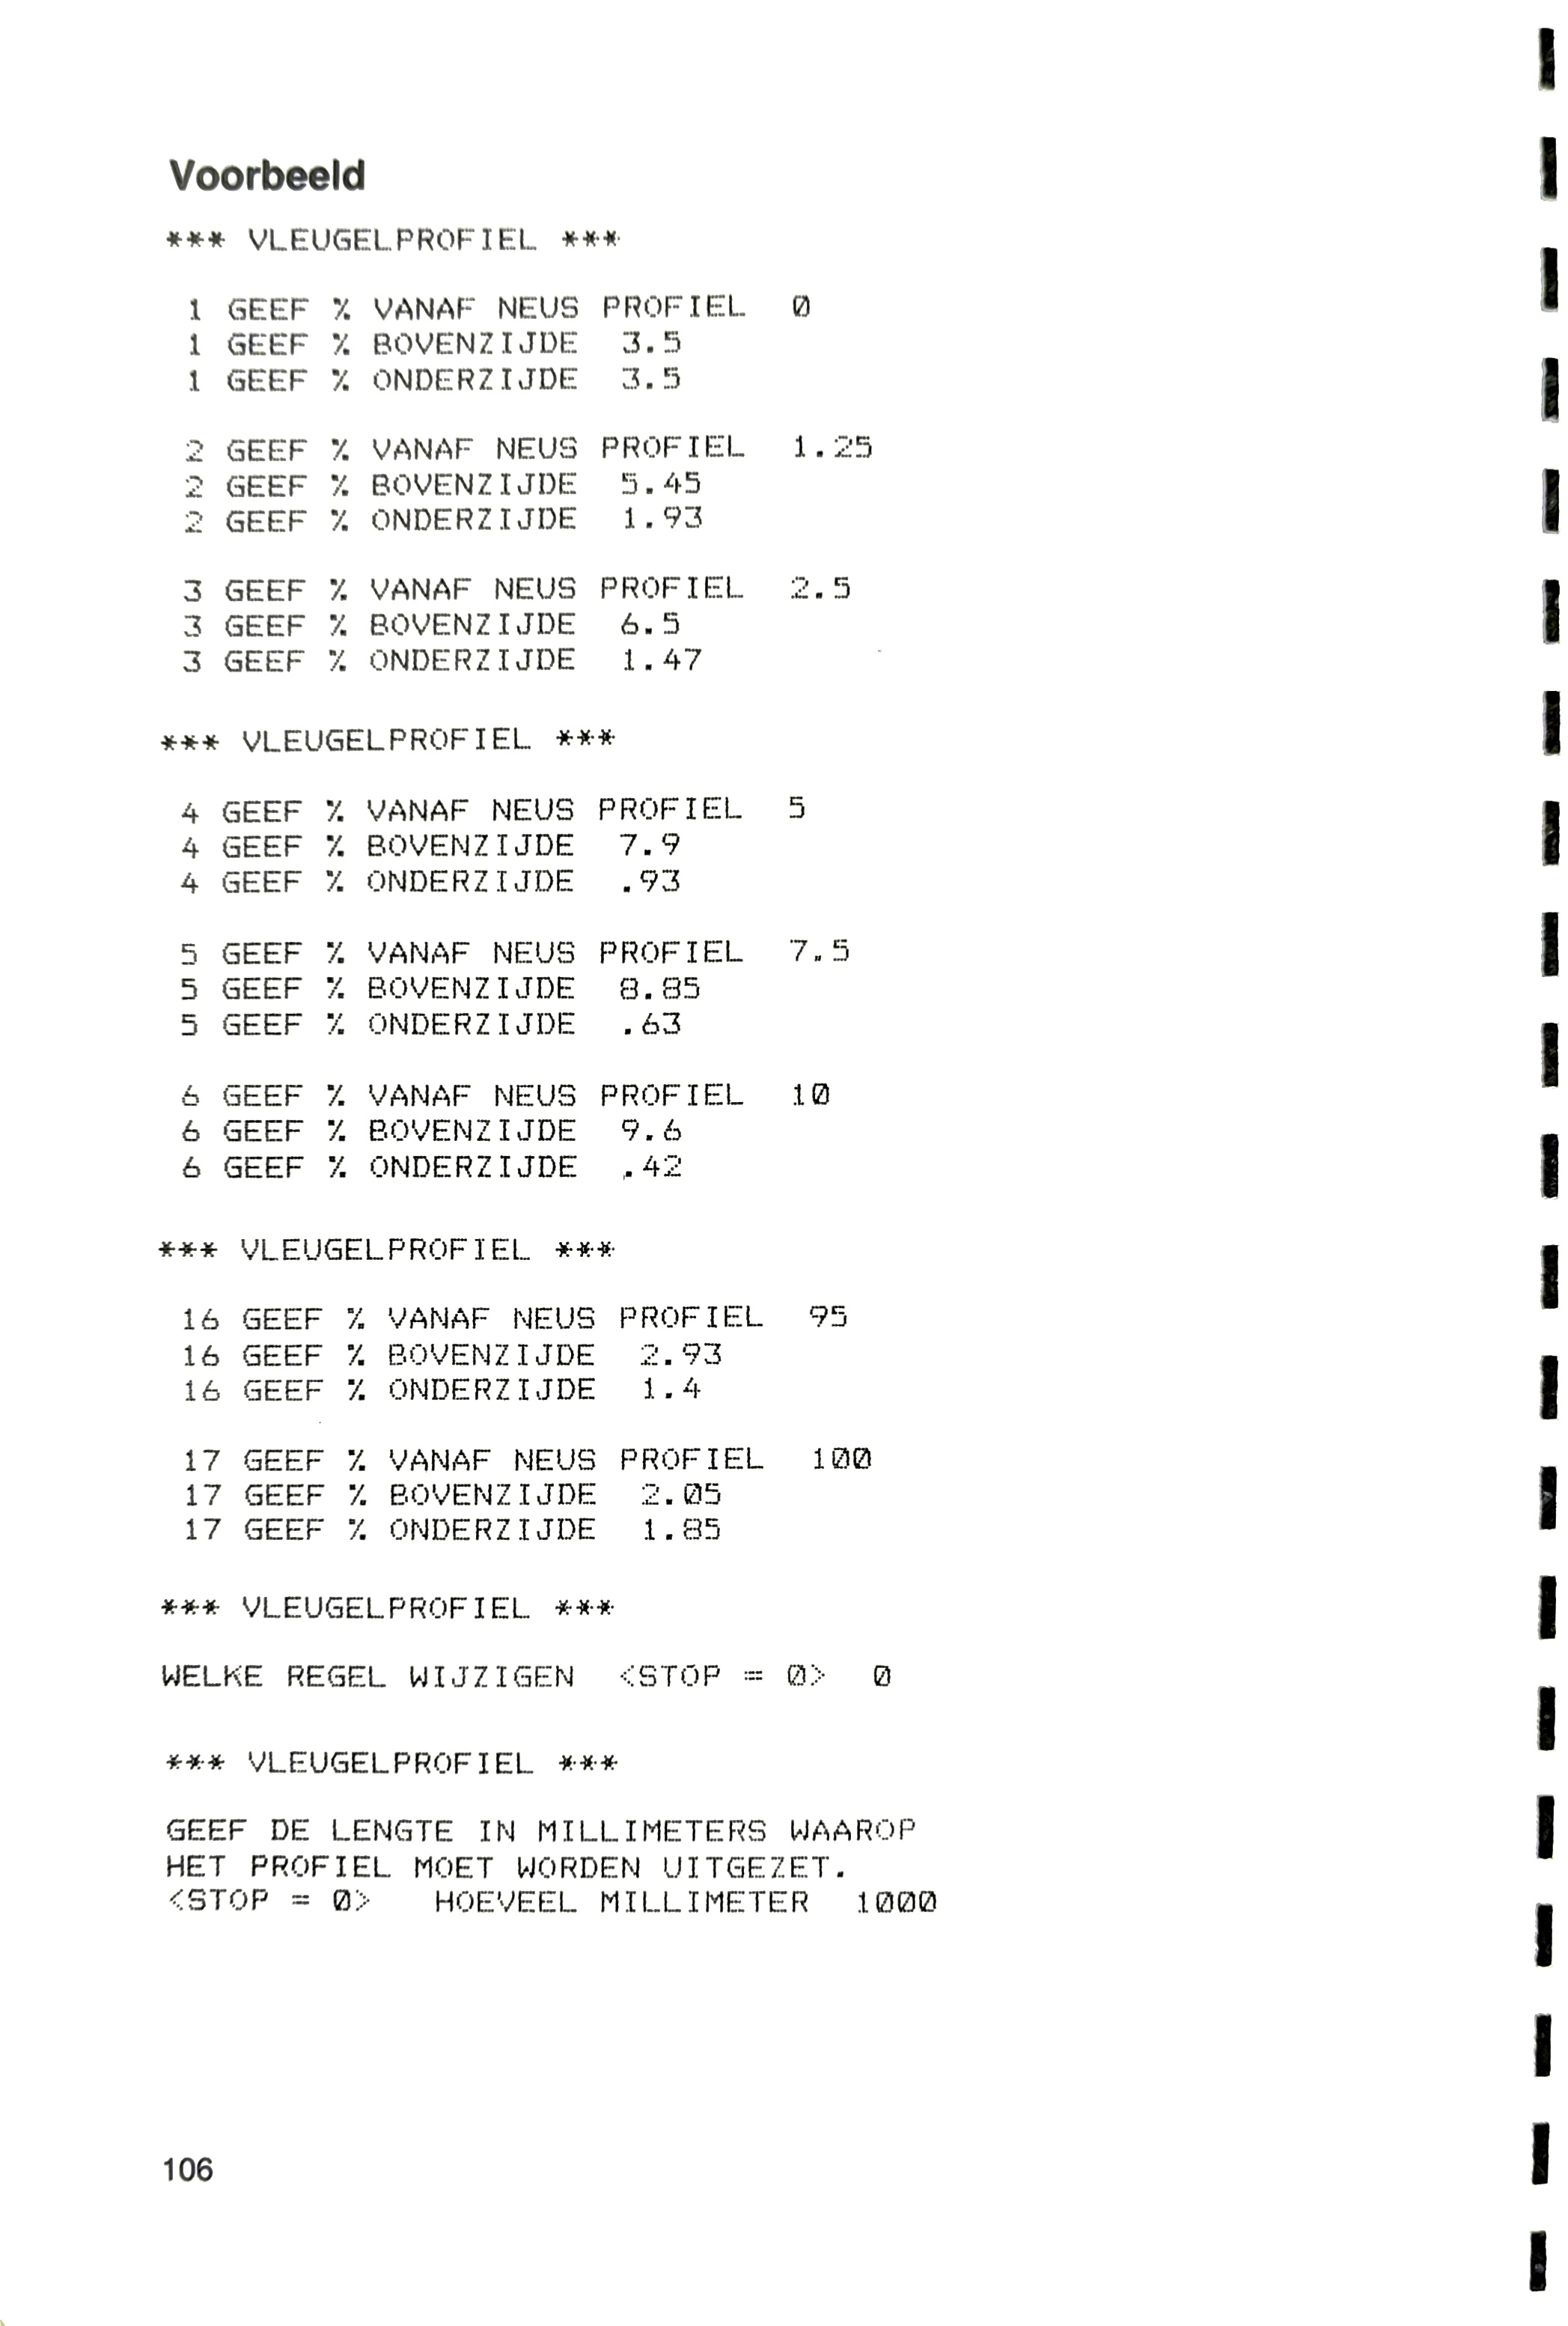 Voorbeeld
*** VLEUGELPROFIEL ***
1 GEEF % VANAF NEUS PROFIEL 0
1 GEEF % BOVENZIJDE 3.5
1 GEEF % ONDERZIJDE 3.5
2 GEEF % VANAF NEUS PROFIEL 1.25
2 GEEF % BOVENZIJDE 5.45
2 GEEF % ONDERZIJDE 1.93
3 GEEF % VANAF NEUS PROFIEL 2.5
3 GEEF % BOVENZIJDE 6.5
3 GEEF % ONDERZIJDE 1.47
*** VLEUGELPROFIEL ***
4 GEEF % VANAF NEUS PROFIEL 5
4 GEEF % BOVENZIJDE 7.9
4 GEEF % ONDERZIJDE .93
5 GEEF % VANAF NEUS PROFIEL 7.5
5 GEEF % BOVENZIJDE 8.85
5 GEEF % ONDERZIJDE .63
6 GEEF % VANAF NEUS PROFIEL 10
6 GEEF % BOVENZIJDE 9.6
6 GEEF % ONDERZIJDE .42
*** VLEUGELPROFIEL ***
16 GEEF % VANAF NEUS PROFIEL 95
16 GEEF % BOVENZIJDE 2.93
16 GEEF % ONDERZIJDE 1.4
17 GEEF % VANAF NEUS PROFIEL 100
17 GEEF % BOVENZIJDE 2.05
17 GEEF % ONDERZIJDE 1.85
*** VLEUGELPROFIEL ***
WELKE REGEL WIJZIGEN <STOP = 0> 0
*** VLEUGELPROFIEL ***
GEEF DE LENGTE IN MILLIMETERS WAAROP
HET PROFIEL MOET WORDEN UITGEZET.
<STOP = 0> HOEVEEL MILLIMETER 1000
106